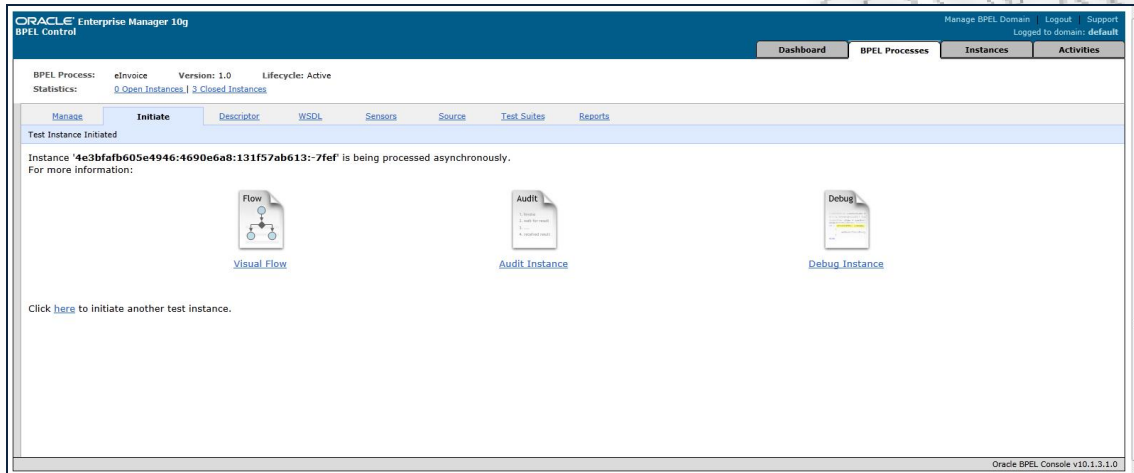 ORACLE Enterprise Manager 10g
BPEL Control
Manage BPEL Domain | Logout | Support
Logged to domain: default
Dashboard BPEL Processes Instances Activities
BPEL Process: eInvoice Version: 1.0 Lifecycle: Active
Statistics: 0 Open Instances | 3 Closed Instances
Manage Initiate Descriptor WSDL Sensors Source Test Suites Reports
Test Instance Initiated
Instance '4e3bfafb605e4946:4690e6a8:131f57ab613:-7fef' is being processed asynchronously.
For more information:
Flow Audit Debug
Visual Flow Audit Instance Debug Instance
Click here to initiate another test instance.
Oracle BPEL Console v10.1.3.1.0